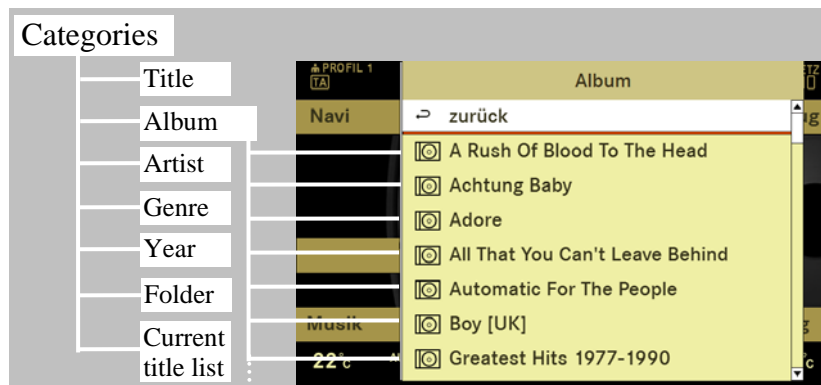 Categories
Title
Album
Artist
Genre
Year
Folder
Current
title list
PROFIL 1
TA
Album
Navi
zurück
A Rush Of Blood To The Head
Achtung Baby
Adore
All That You Can't Leave Behind
Automatic For The People
Musik
Boy [UK]
22°c
Greatest Hits 1977-1990